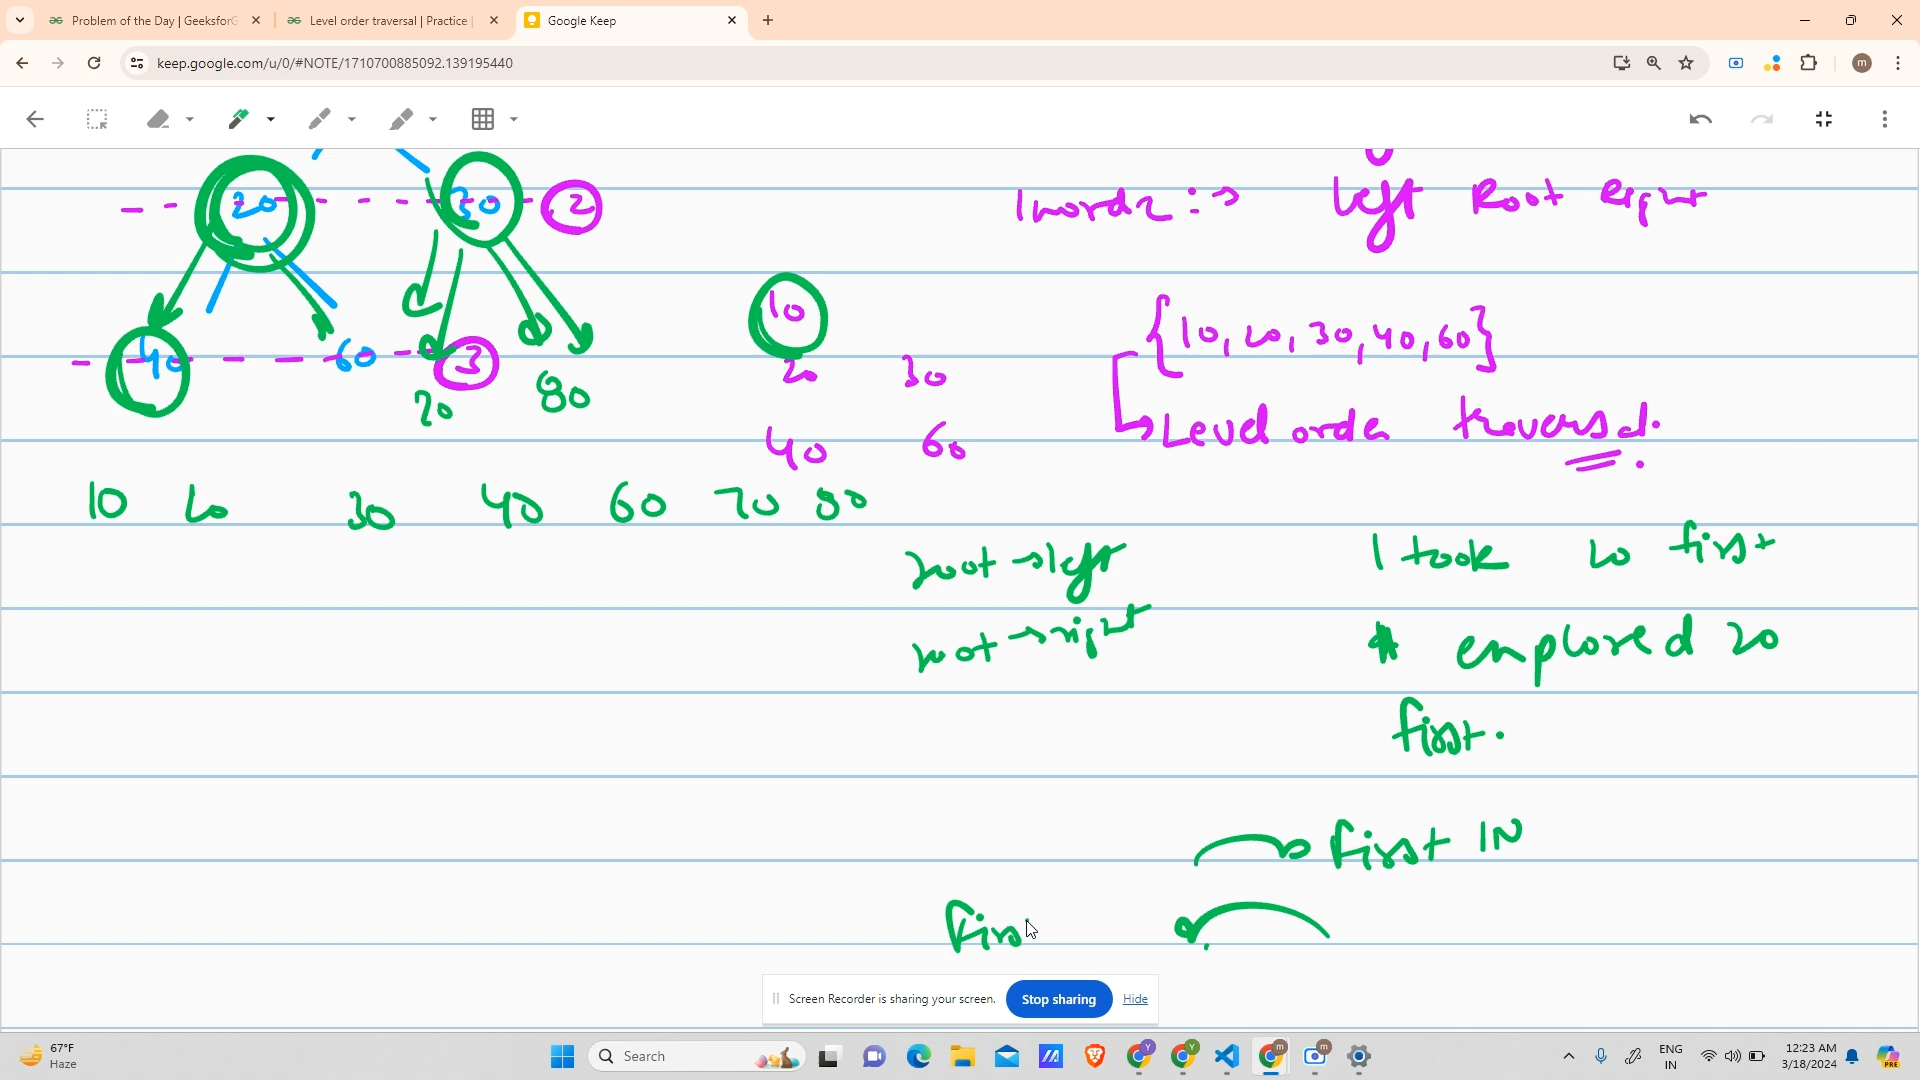 Problem of the Day | GeeksforG
Level order traversal | Practice |
Google Keep
keep.google.com/u/0/#NOTE/1710700885092.139195440
m
20 30 2
Inordr :→ left Root Right
10
{10, 20, 30, 40, 60}
40 60 3
20 30
70 80
40 60
Level order traversal.
10 20 30 40 60 70 80
root →left
I took 20 first
root →right
explored 20
first.
first IN
firs
Screen Recorder is sharing your screen. Stop sharing Hide
67°F
Haze
Search
PRE
ENG
IN
12:23 AM
3/18/2024